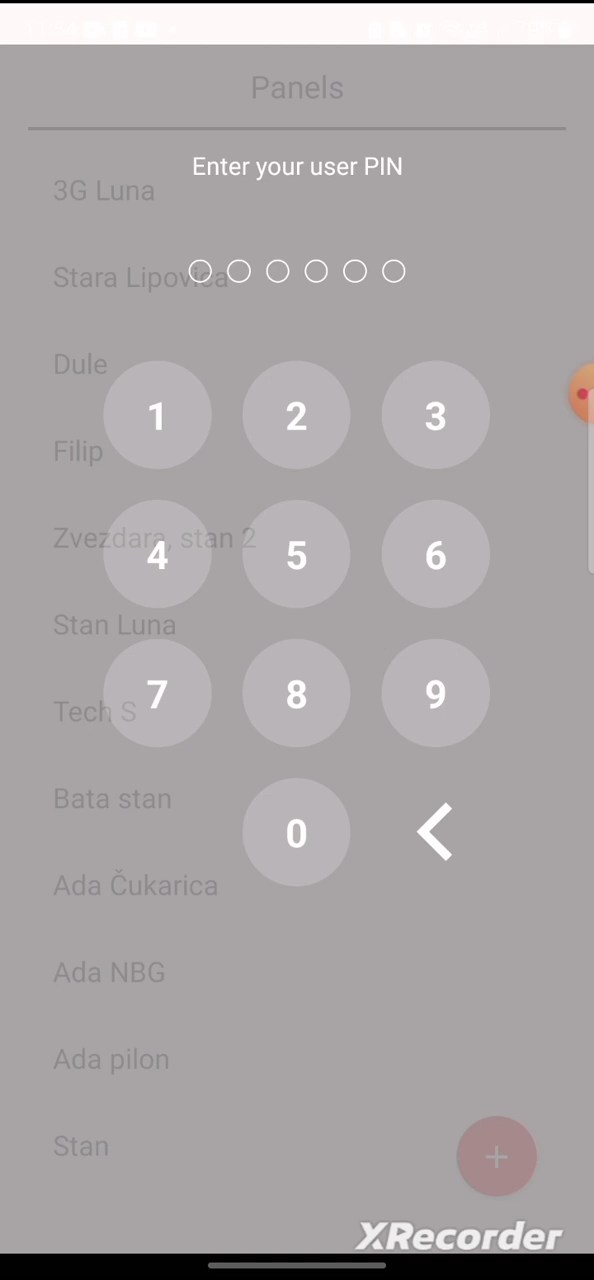 Panels
Enter your user PIN
3G Luna
Stara Lipovica
Dule
1 2 3
Filip
Zvezdara, stan 2
4 5 6
Stan Luna
7 8 9
Tech S
Bata stan
0
Ada Čukarica
Ada NBG
Ada pilon
Stan
+
XRecorder